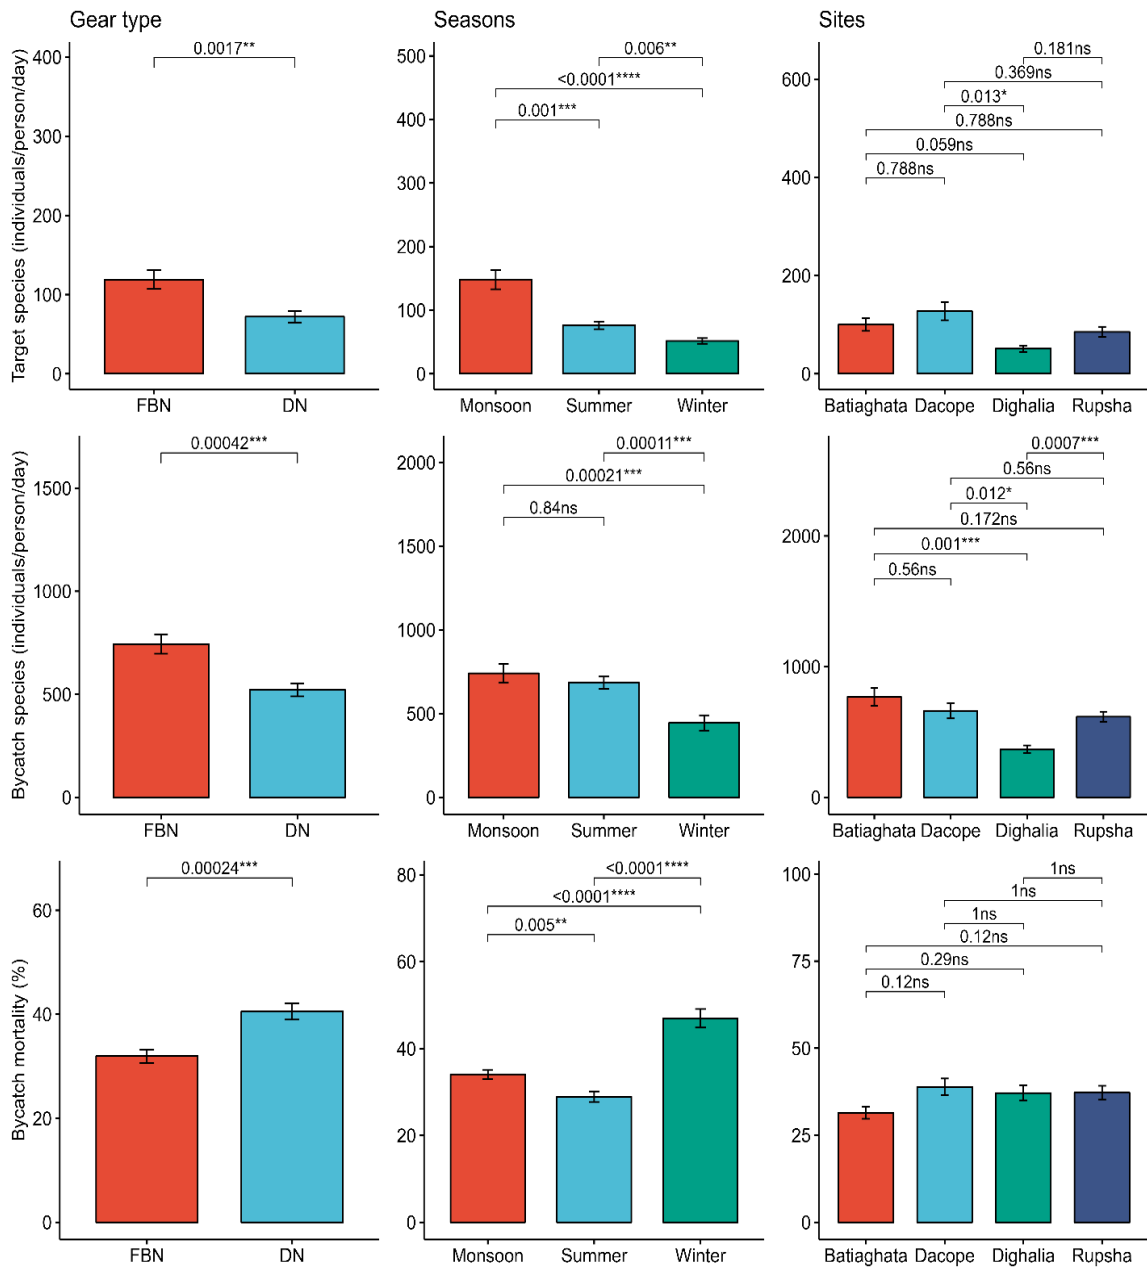 Gear type
Seasons
Sites
Target species (individuals/person/day)
400
300
200
100
0
0.0017**
FBN
DN
500
400
300
200
100
0
0.006**
<0.0001****
0.001***
Monsoon
Summer
Winter
600
400
200
0
0.181ns
0.369ns
0.013*
0.788ns
0.059ns
0.788ns
Batiaghata
Dacope
Dighalia
Rupsha
Bycatch species (individuals/person/day)
1500
1000
500
0
0.00042***
FBN
DN
2000
1500
1000
500
0
0.00011***
0.00021***
0.84ns
Monsoon
Summer
Winter
2000
1000
0
0.0007***
0.56ns
0.012*
0.172ns
0.001***
0.56ns
Batiaghata
Dacope
Dighalia
Rupsha
Bycatch mortality (%)
60
40
20
0
0.00024***
FBN
DN
80
60
40
20
0
<0.0001****
<0.0001****
0.005**
Monsoon
Summer
Winter
100
75
50
25
0
1ns
1ns
1ns
0.12ns
0.29ns
0.12ns
Batiaghata
Dacope
Dighalia
Rupsha